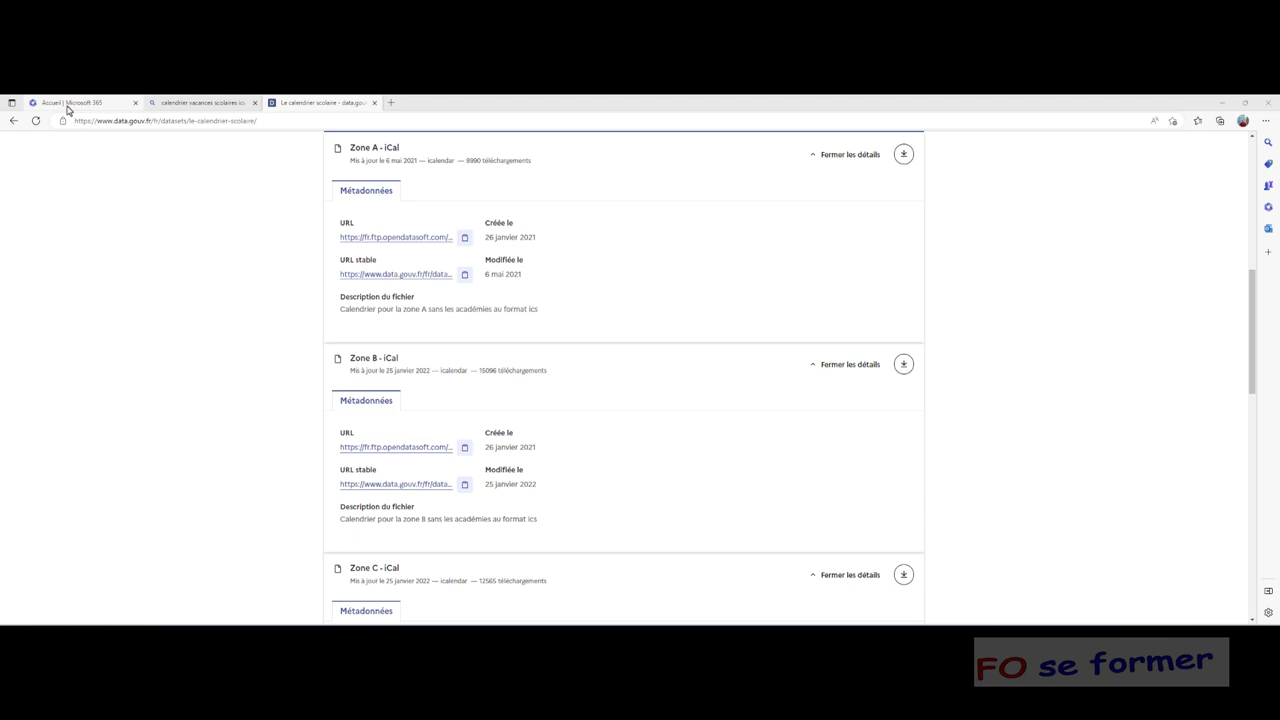 Accueil | Microsoft 365
calendrier vacances scolaires ics
Le calendrier scolaire - data.gou
https://www.data.gouv.fr/fr/datasets/le-calendrier-scolaire/
Zone A - iCal
Mis à jour le 6 mai 2021 — icalendar — 8990 téléchargements
Fermer les détails
Métadonnées
URL
Créée le
https://fr.ftp.opendatasoft.com/...
26 janvier 2021
URL stable
Modifiée le
https://www.data.gouv.fr/fr/data...
6 mai 2021
Description du fichier
Calendrier pour la zone A sans les académies au format ics
Zone B - iCal
Mis à jour le 25 janvier 2022 — icalendar — 15096 téléchargements
Fermer les détails
Métadonnées
URL
Créée le
https://fr.ftp.opendatasoft.com/...
26 janvier 2021
URL stable
Modifiée le
https://www.data.gouv.fr/fr/data...
25 janvier 2022
Description du fichier
Calendrier pour la zone B sans les académies au format ics
Zone C - iCal
Mis à jour le 25 janvier 2022 — icalendar — 12565 téléchargements
Fermer les détails
Métadonnées
FO se former